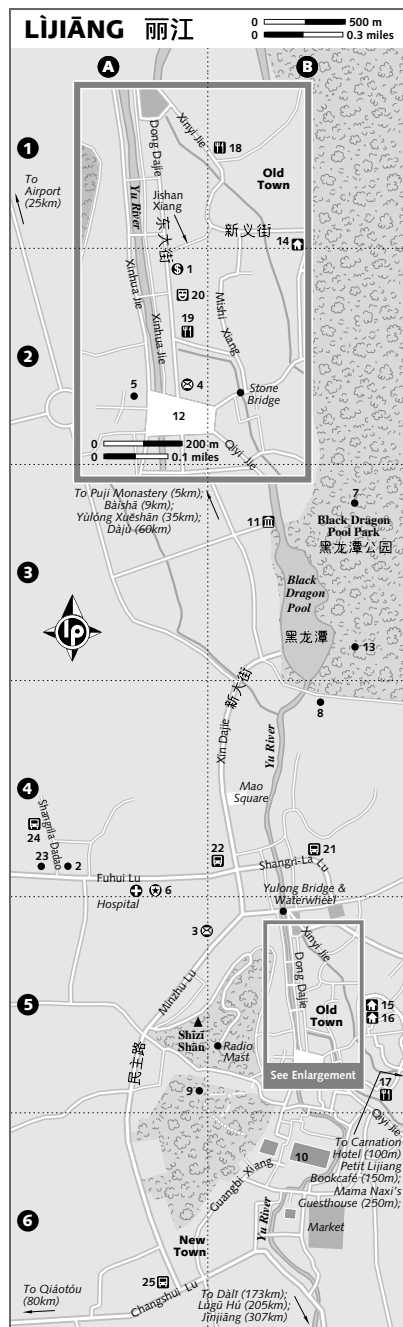 LÌJIĀNG 丽江
0 500 m
0 0.3 miles
A
B
1
To
Airport
(25km)
Dong Dajie
Xinyi Jie
18
Old
Town
Yu River
Jishan
Xiang
东大街
新义街
14
$ 1
20
Xinhua Jie
Mishi Xiang
19
2
Xinhua Jie
5
4
Stone
Bridge
12
0 200 m
0 0.1 miles
Qiyi Jie
To Puji Monastery (5km);
Báishā (9km);
Yùlóng Xuěshān (35km);
Dàjù (60km)
7
11
Black Dragon
Pool Park
黑龙潭公园
3
Black
Dragon
Pool
lp
黑龙潭
13
新大街
8
Xin Dajie
Yu River
4
Mao
Square
Shangrila Dadao
24
22
21
23
2
Shangri-La Lu
Fuhui Lu
6
Hospital
Yulong Bridge &
Waterwheel
3
Xinyi Jie
Minzhu Lu
Dong Dajie
5
15
Old
Town
16
Shīzī
Shān
民主路
Radio
Mast
See Enlargement
17
9
Qiyi Jie
To Carnation
Hotel (100m)
Petit Lijiang
Bookcafé (150m);
Mama Naxi's
Guesthouse (250m);
10
Guangbi Xiang
6
Yu River
New
Town
Market
25
To Qiáotóu
(80km)
Changshui Lu
To Dàlǐ (173km);
Lúgū Hú (205km);
Jīnjiāng (307km)